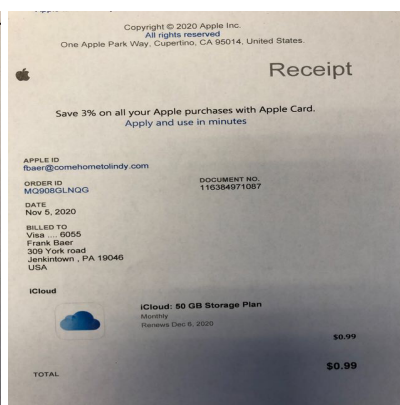 Copyright © 2020 Apple Inc.
All rights reserved
One Apple Park Way, Cupertino, CA 95014, United States.
Receipt
Save 3% on all your Apple purchases with Apple Card.
Apply and use in minutes
APPLE ID
fbaer@comehometolindy.com
ORDER ID
MQ908GLNQG
DOCUMENT NO.
116384971087
DATE
Nov 5, 2020
BILLED TO
Visa .... 6055
Frank Baer
309 York road
Jenkintown , PA 19046
USA
iCloud
iCloud: 50 GB Storage Plan
Monthly
Renews Dec 6, 2020
$0.99
TOTAL
$0.99